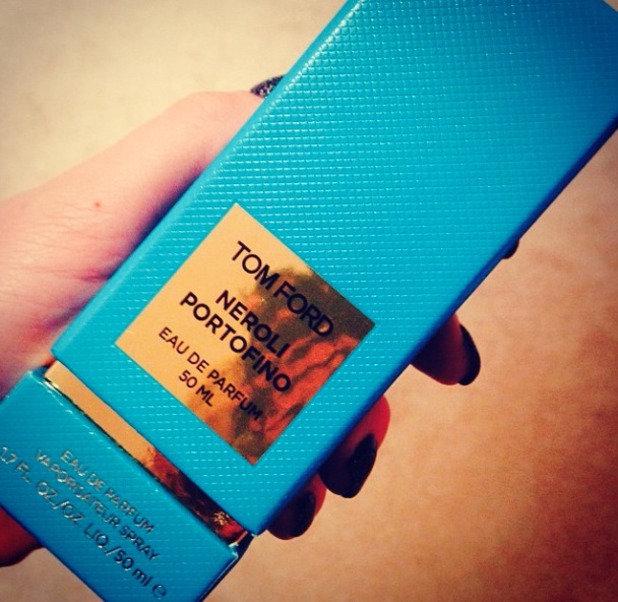 TOM FORD
NEROLI
PORTOFINO
EAU DE PARFUM
50 ML
EAU DE PARFUM
VAPORISATEUR SPRAY
1.7 FL. OZ./OZ. LIQ./50 ml e